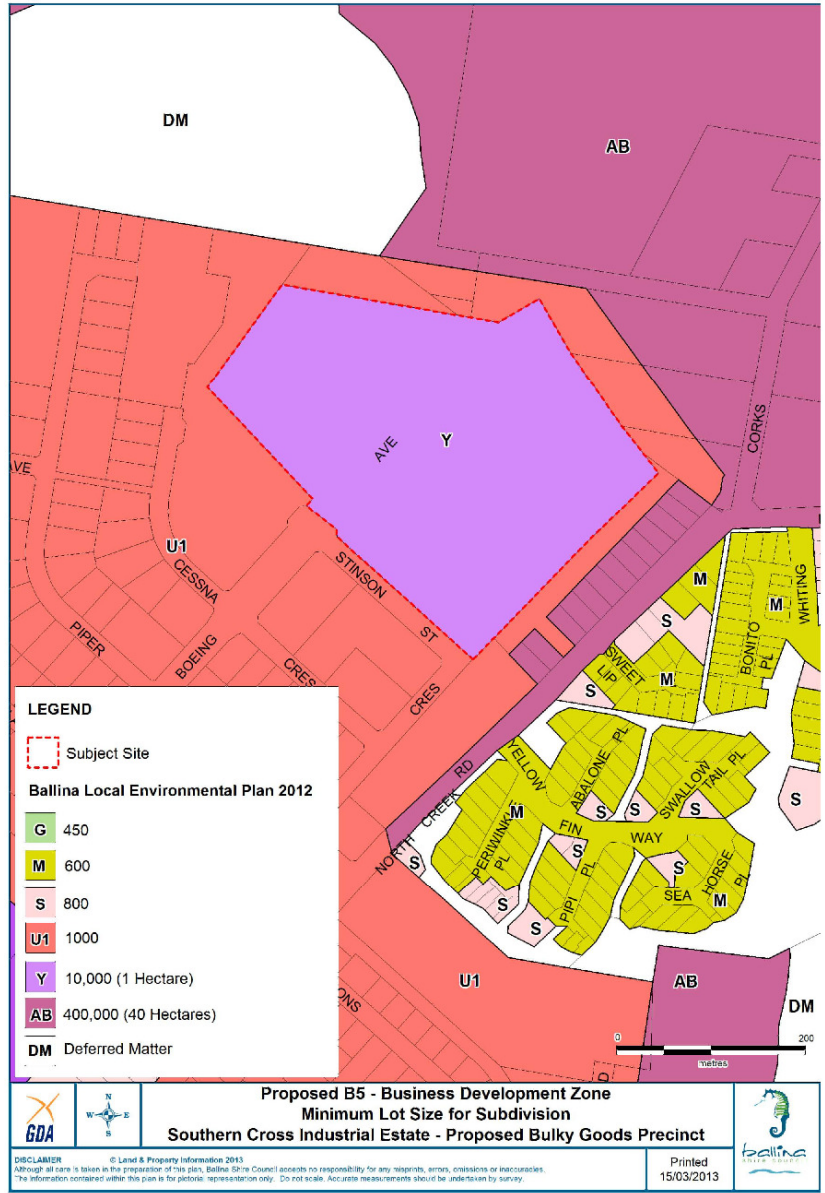 DM
AB
CORKS
AVE
Y
AVE
U1
CESSNA
STINSON
ST
PIPER
BOEING
CRES
CRES
M
S
M
WHITING
BONITO
PL
SWEET
LIP
M
S
LEGEND
Subject Site
Ballina Local Environmental Plan 2012
G 450
M 600
S 800
U1 1000
Y 10,000 (1 Hectare)
AB 400,000 (40 Hectares)
DM Deferred Matter
NORTH CREEK RD
YELLOW
FIN
WAY
ABALONE PL
SWALLOW
TAIL PL
S
S
S
S
M
PERIWINKLE
PL
S
S
S
S
S
PIPI PL
SEA
HORSE
PL
M
U1
AB
DM
ONS
D
0 200
metres
GDA
N
W E
S
Proposed B5 - Business Development Zone
Minimum Lot Size for Subdivision
Southern Cross Industrial Estate - Proposed Bulky Goods Precinct
ballina
shire council
DISCLAIMER © Land & Property Information 2013
Although all care is taken in the preparation of this plan, Ballina Shire Council accepts no responsibility for any misprints, errors, omissions or inaccuracies.
The information contained within this plan is for pictorial representation only. Do not scale. Accurate measurements should be undertaken by survey.
Printed
15/03/2013